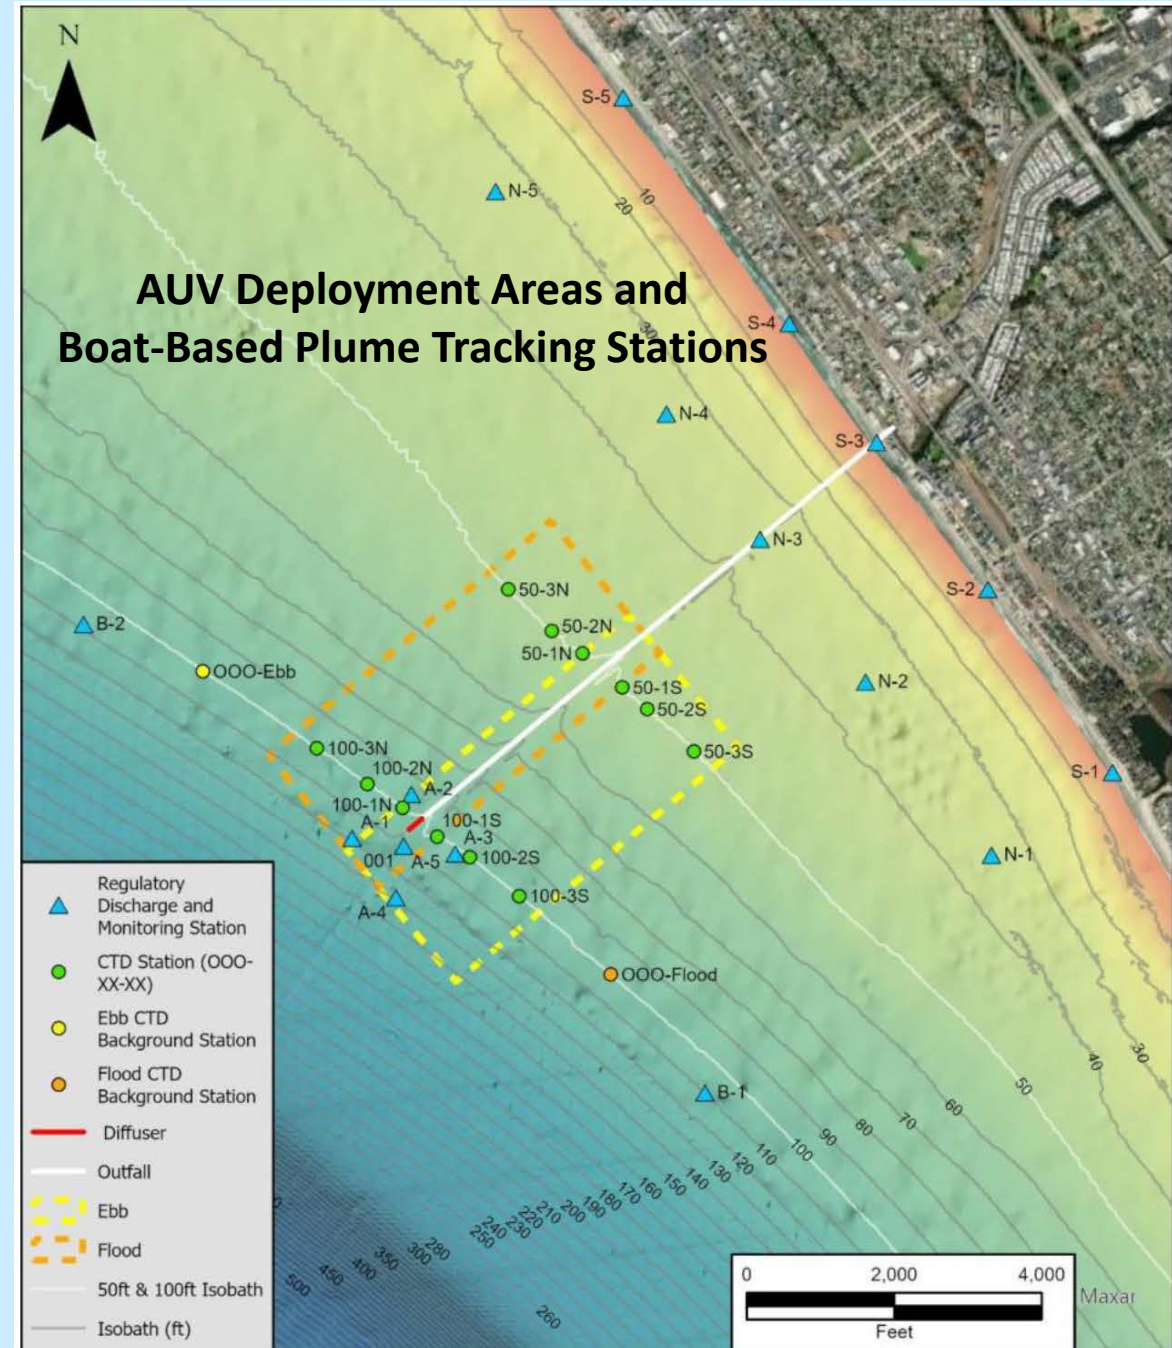 N
S-5
N-5
10
20
AUV Deployment Areas and
Boat-Based Plume Tracking Stations
30
S-4
N-4
S-3
N-3
50-3N
S-2
50-2N
50-1N
B-2
OOO-Ebb
N-2
50-1S
50-2S
100-3N
50-3S
100-2N
S-1
A-2
100-1N
A-1
100-1S
A-3
001
A-5
100-2S
N-1
100-3S
A-4
OOO-Flood
B-1
30
40
50
60
70
80
90
100
110
120
130
140
150
160
170
180
190
200
210
220
230
240
250
260
280
300
350
400
450
500
Regulatory
Discharge and
Monitoring Station
CTD Station (OOO-
XX-XX)
Ebb CTD
Background Station
Flood CTD
Background Station
Diffuser
Outfall
Ebb
Flood
50ft & 100ft Isobath
Isobath (ft)
0 2,000 4,000
Feet
Maxar